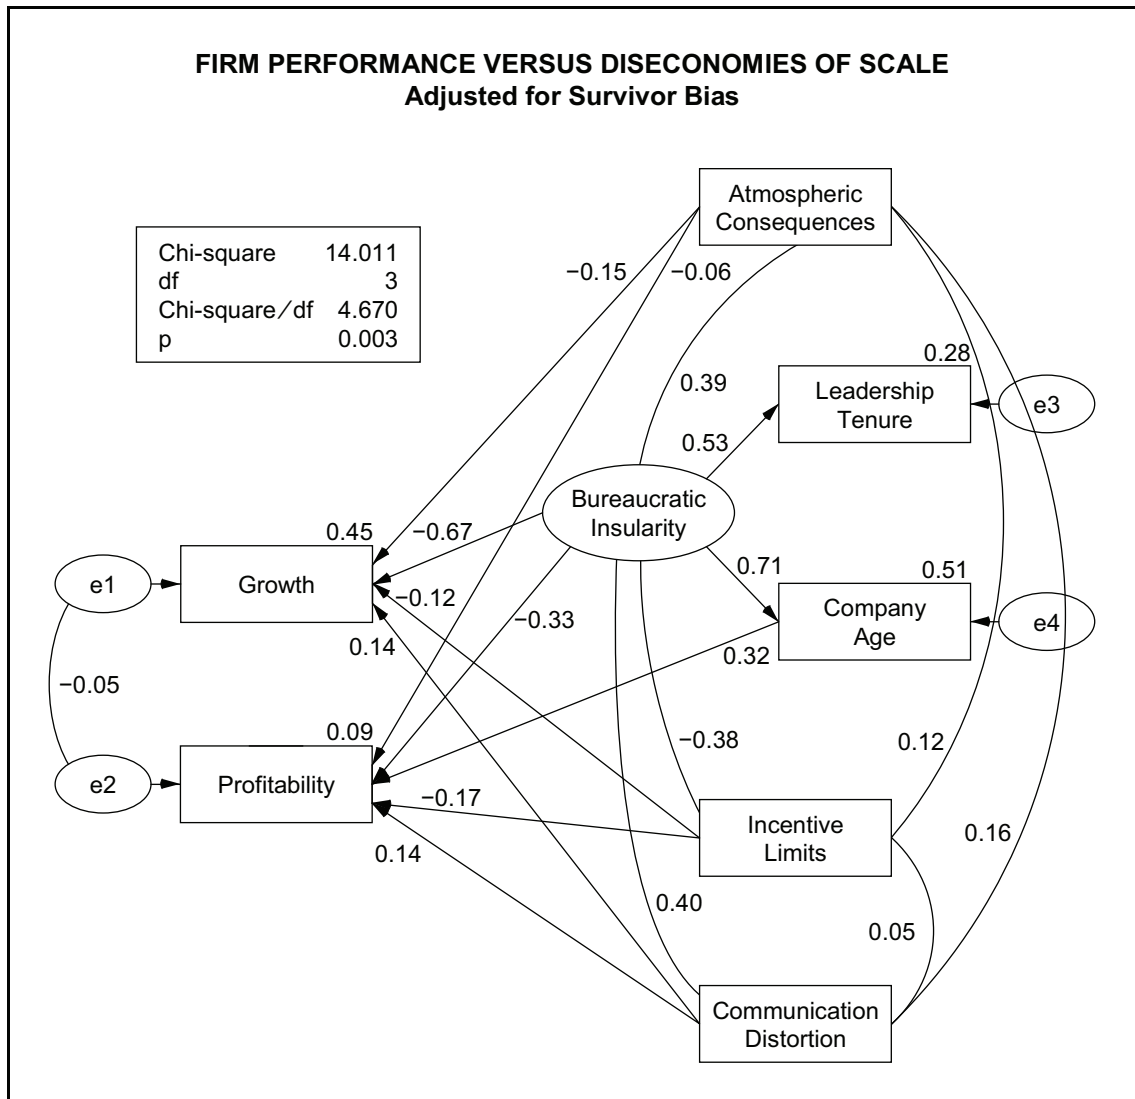 FIRM PERFORMANCE VERSUS DISECONOMIES OF SCALE
Adjusted for Survivor Bias
Atmospheric
Consequences
Chi-square 14.011
df 3
Chi-square/df 4.670
p 0.003
−0.15
−0.06
0.28
0.39
Leadership
Tenure
e3
0.53
Bureaucratic
Insularity
0.45
−0.67
0.71
0.51
e1
Growth
−0.12
−0.33
Company
Age
e4
0.14
0.32
−0.05
0.09
−0.38
0.12
e2
Profitability
−0.17
Incentive
Limits
0.16
0.14
0.40
0.05
Communication
Distortion